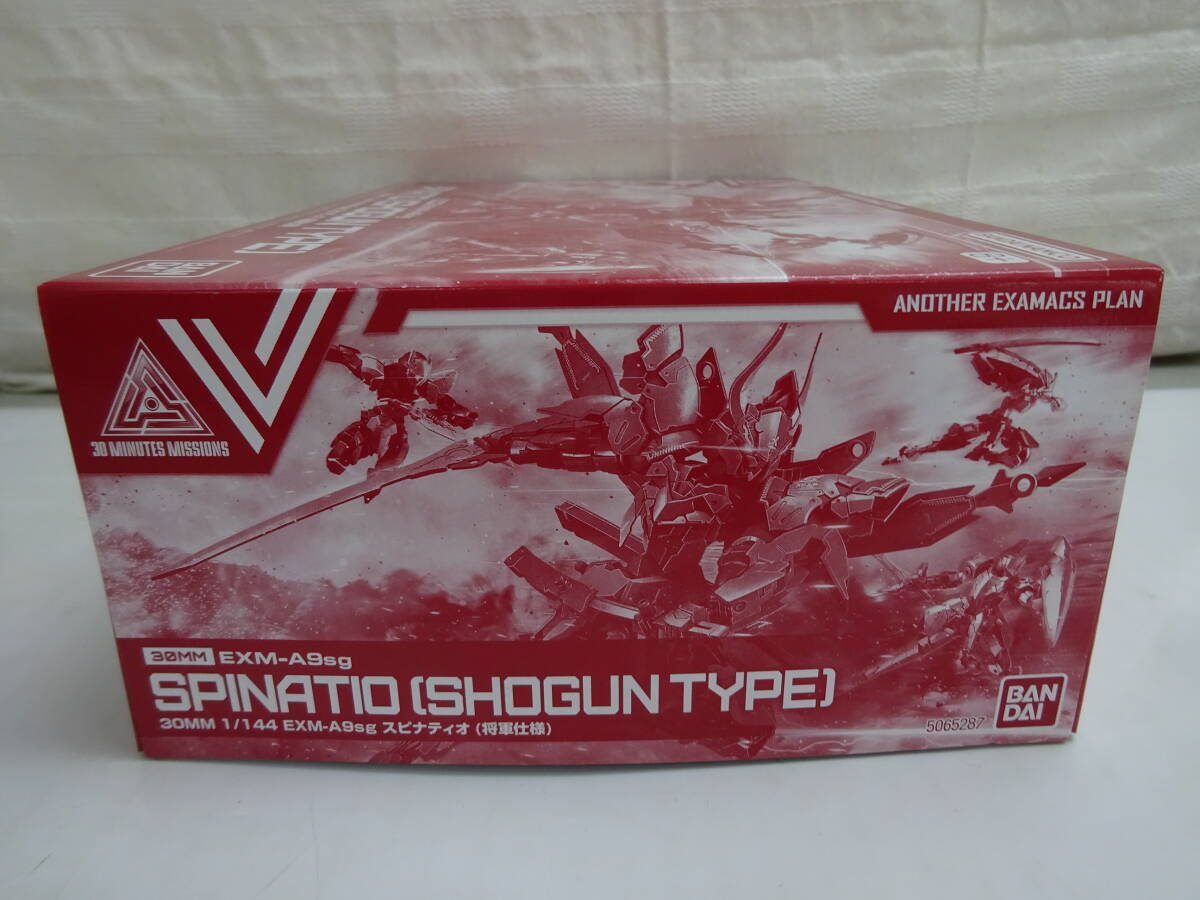 ANOTHER EXAMACS PLAN
30 MINUTES MISSIONS
30MM EXM-A9sg
SPINATIO (SHOGUN TYPE)
30MM 1/144 EXM-A9sg スピナティオ (将軍仕様)
5065287
BAN
DAI